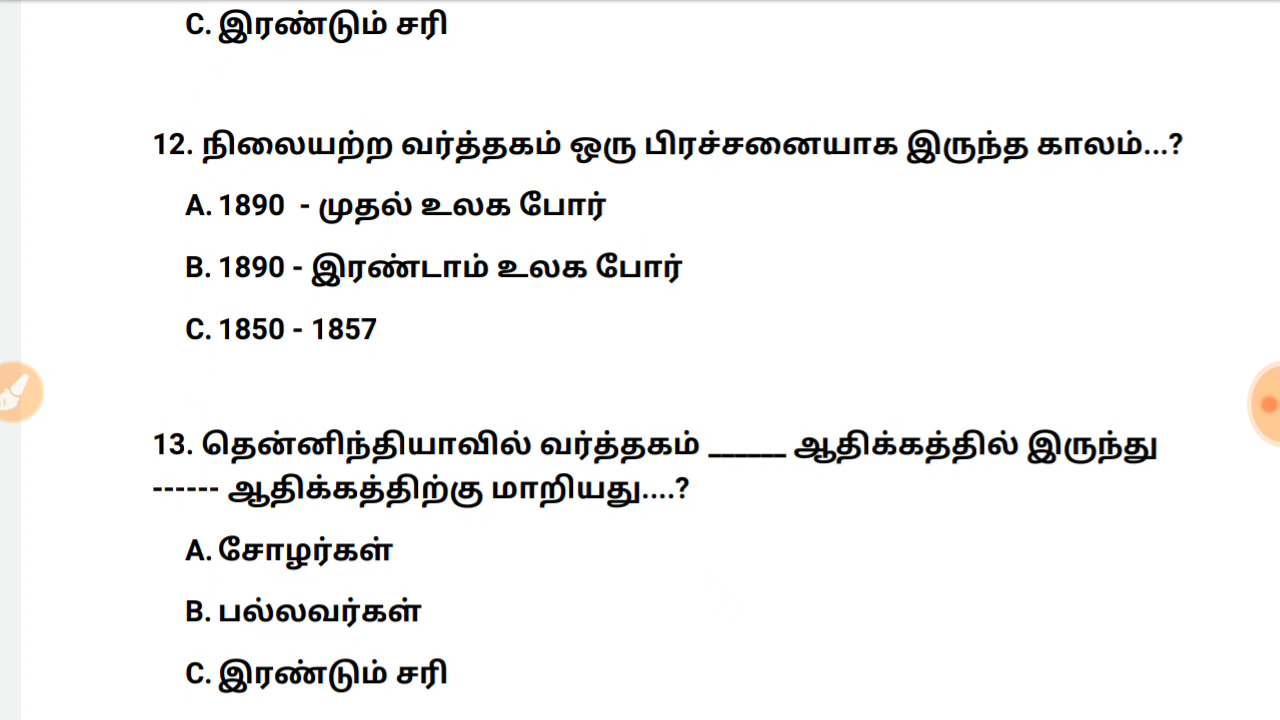 C. இரண்டும் சரி
12. நிலையற்ற வர்த்தகம் ஒரு பிரச்சனையாக இருந்த காலம்...?
A. 1890 - முதல் உலக போர்
B. 1890 - இரண்டாம் உலக போர்
C. 1850 - 1857
13. தென்னிந்தியாவில் வர்த்தகம் ______ ஆதிக்கத்தில் இருந்து
------ ஆதிக்கத்திற்கு மாறியது....?
A. சோழர்கள்
B. பல்லவர்கள்
C. இரண்டும் சரி